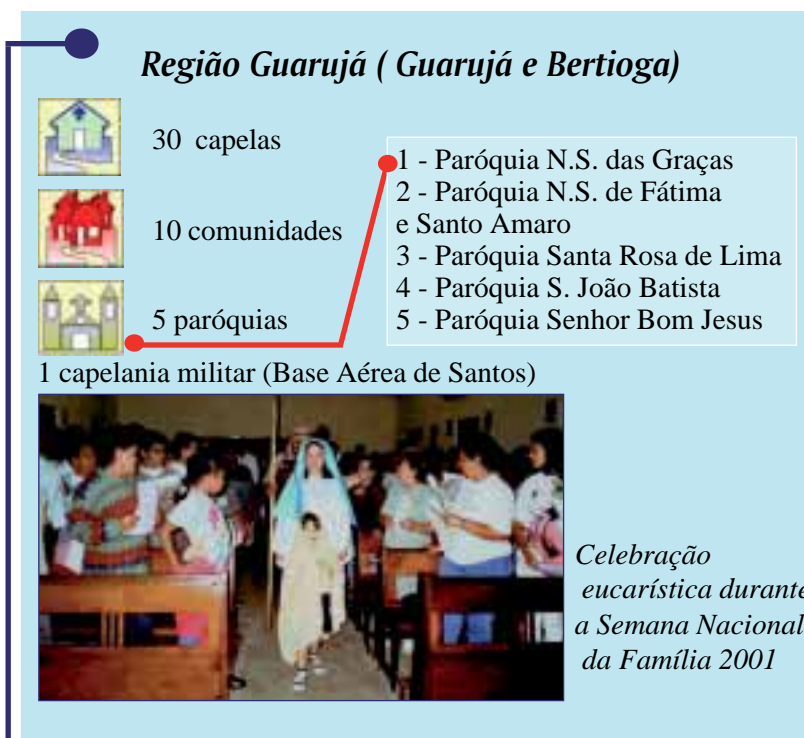 Região Guarujá ( Guarujá e Bertioga)
30 capelas
10 comunidades
5 paróquias
1 - Paróquia N.S. das Graças
2 - Paróquia N.S. de Fátima
e Santo Amaro
3 - Paróquia Santa Rosa de Lima
4 - Paróquia S. João Batista
5 - Paróquia Senhor Bom Jesus
1 capelania militar (Base Aérea de Santos)
Celebração
eucarística durante
a Semana Nacional
da Família 2001